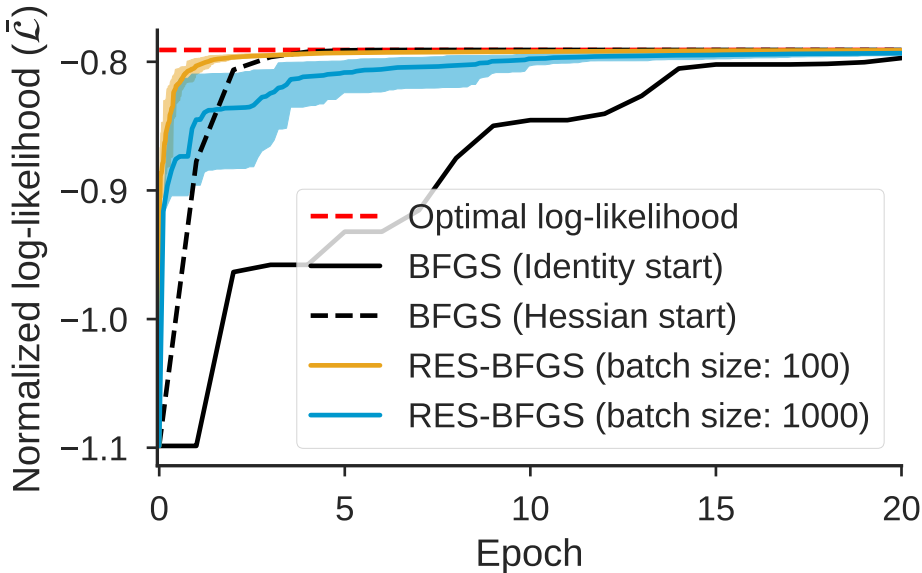 Normalized log-likelihood (ℒ̄)
−0.8
−0.9
−1.0
−1.1
Optimal log-likelihood
BFGS (Identity start)
BFGS (Hessian start)
RES-BFGS (batch size: 100)
RES-BFGS (batch size: 1000)
0 5 10 15 20
Epoch